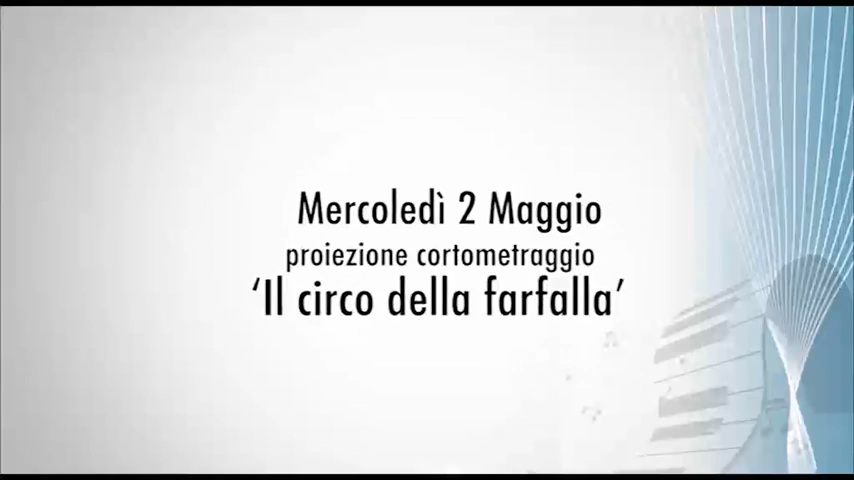 Mercoledì 2 Maggio
proiezione cortometraggio
‘Il circo della farfalla’